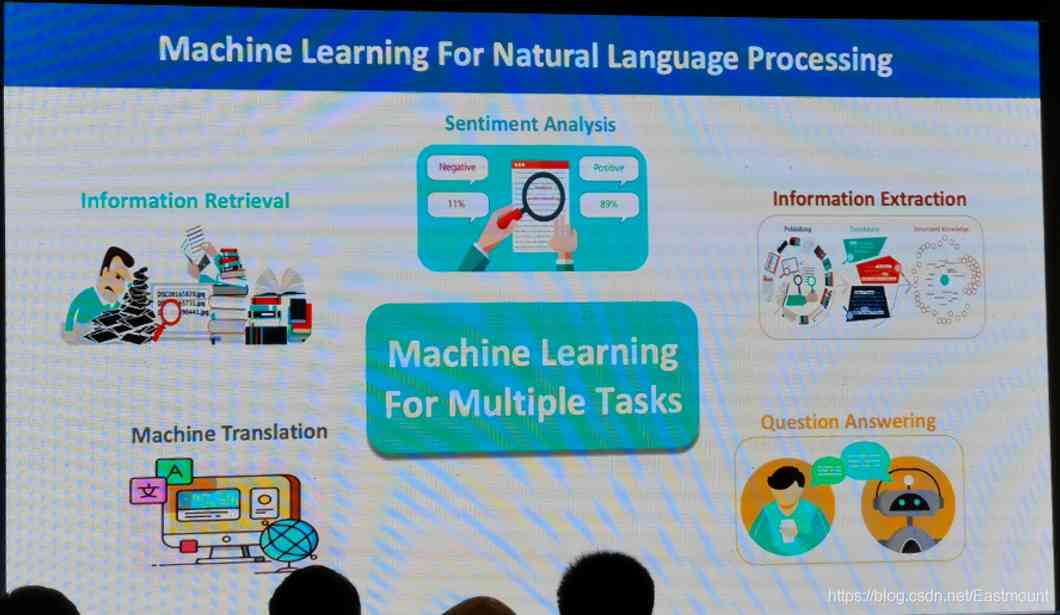 Machine Learning For Natural Language Processing
Sentiment Analysis
Negative
Positive
11%
89%
Information Retrieval
Information Extraction
Publishing
Structured Knowledge
Machine Learning
For Multiple Tasks
Machine Translation
A
文
Question Answering
https://blog.csdn.net/Eastmount